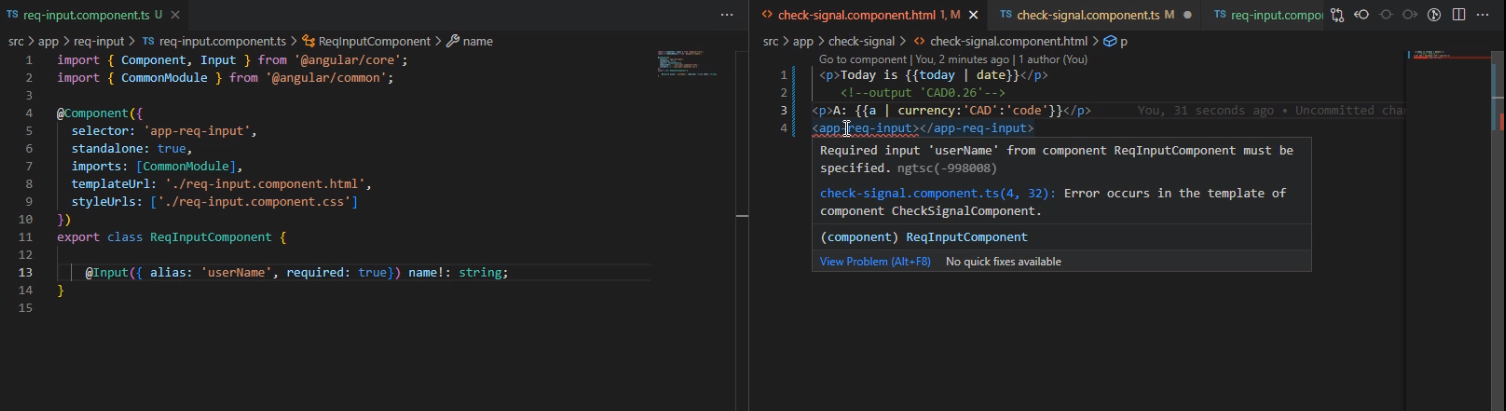 TS req-input.component.ts U ×
src > app > req-input > TS req-input.component.ts > ReqInputComponent > name
1 import { Component, Input } from '@angular/core';
2 import { CommonModule } from '@angular/common';
3
4 @Component({
5 selector: 'app-req-input',
6 standalone: true,
7 imports: [CommonModule],
8 templateUrl: './req-input.component.html',
9 styleUrls: ['./req-input.component.css']
10 })
11 export class ReqInputComponent {
12
13 @Input({ alias: 'userName', required: true}) name!: string;
14 }
15
<> check-signal.component.html 1, M × TS check-signal.component.ts M ● TS req-input.compo
src > app > check-signal > <> check-signal.component.html > p
Go to component | You, 2 minutes ago | 1 author (You)
1 <p>Today is {{today | date}}</p>
2 <!--output 'CAD0.26'-->
3 <p>A: {{a | currency:'CAD':'code'}}</p> You, 31 seconds ago • Uncommitted cha
4 <app-req-input></app-req-input>
Required input 'userName' from component ReqInputComponent must be
specified. ngtsc(-998008)
check-signal.component.ts(4, 32): Error occurs in the template of
component CheckSignalComponent.
(component) ReqInputComponent
View Problem (Alt+F8) No quick fixes available